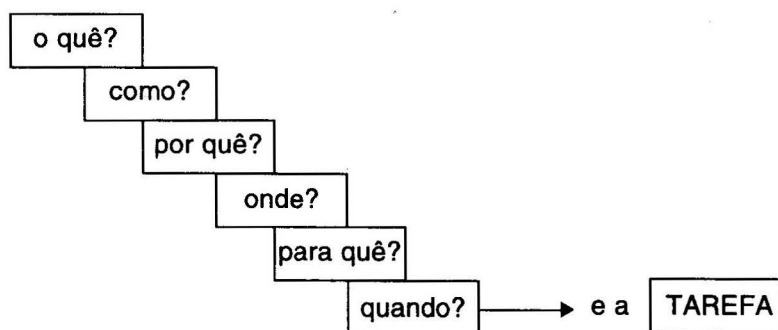 o quê?
como?
por quê?
onde?
para quê?
quando? e a TAREFA